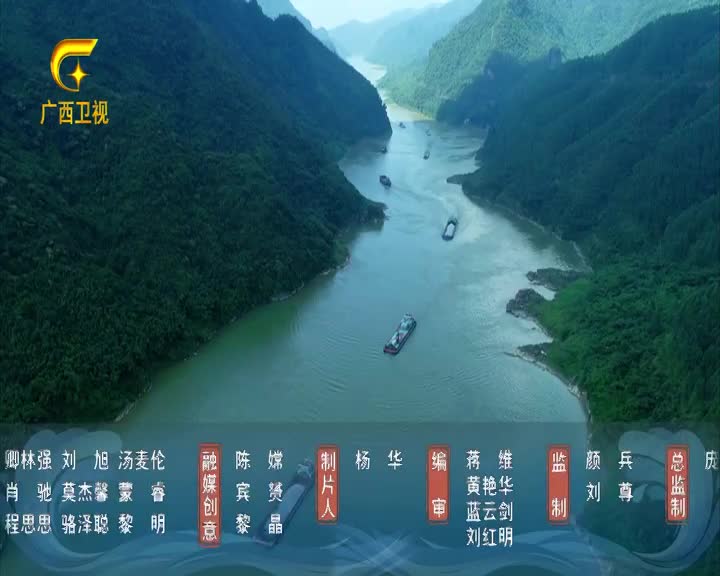 广西卫视
卿林强 刘旭 汤麦伦
肖驰 莫杰馨 蒙睿
程思思 骆泽聪 黎明
融媒创意
陈嫦
宾赟
黎晶
制片人
杨华
编审
蒋维
黄艳华
蓝云剑
刘红明
监制
颜兵
刘尊
总监制